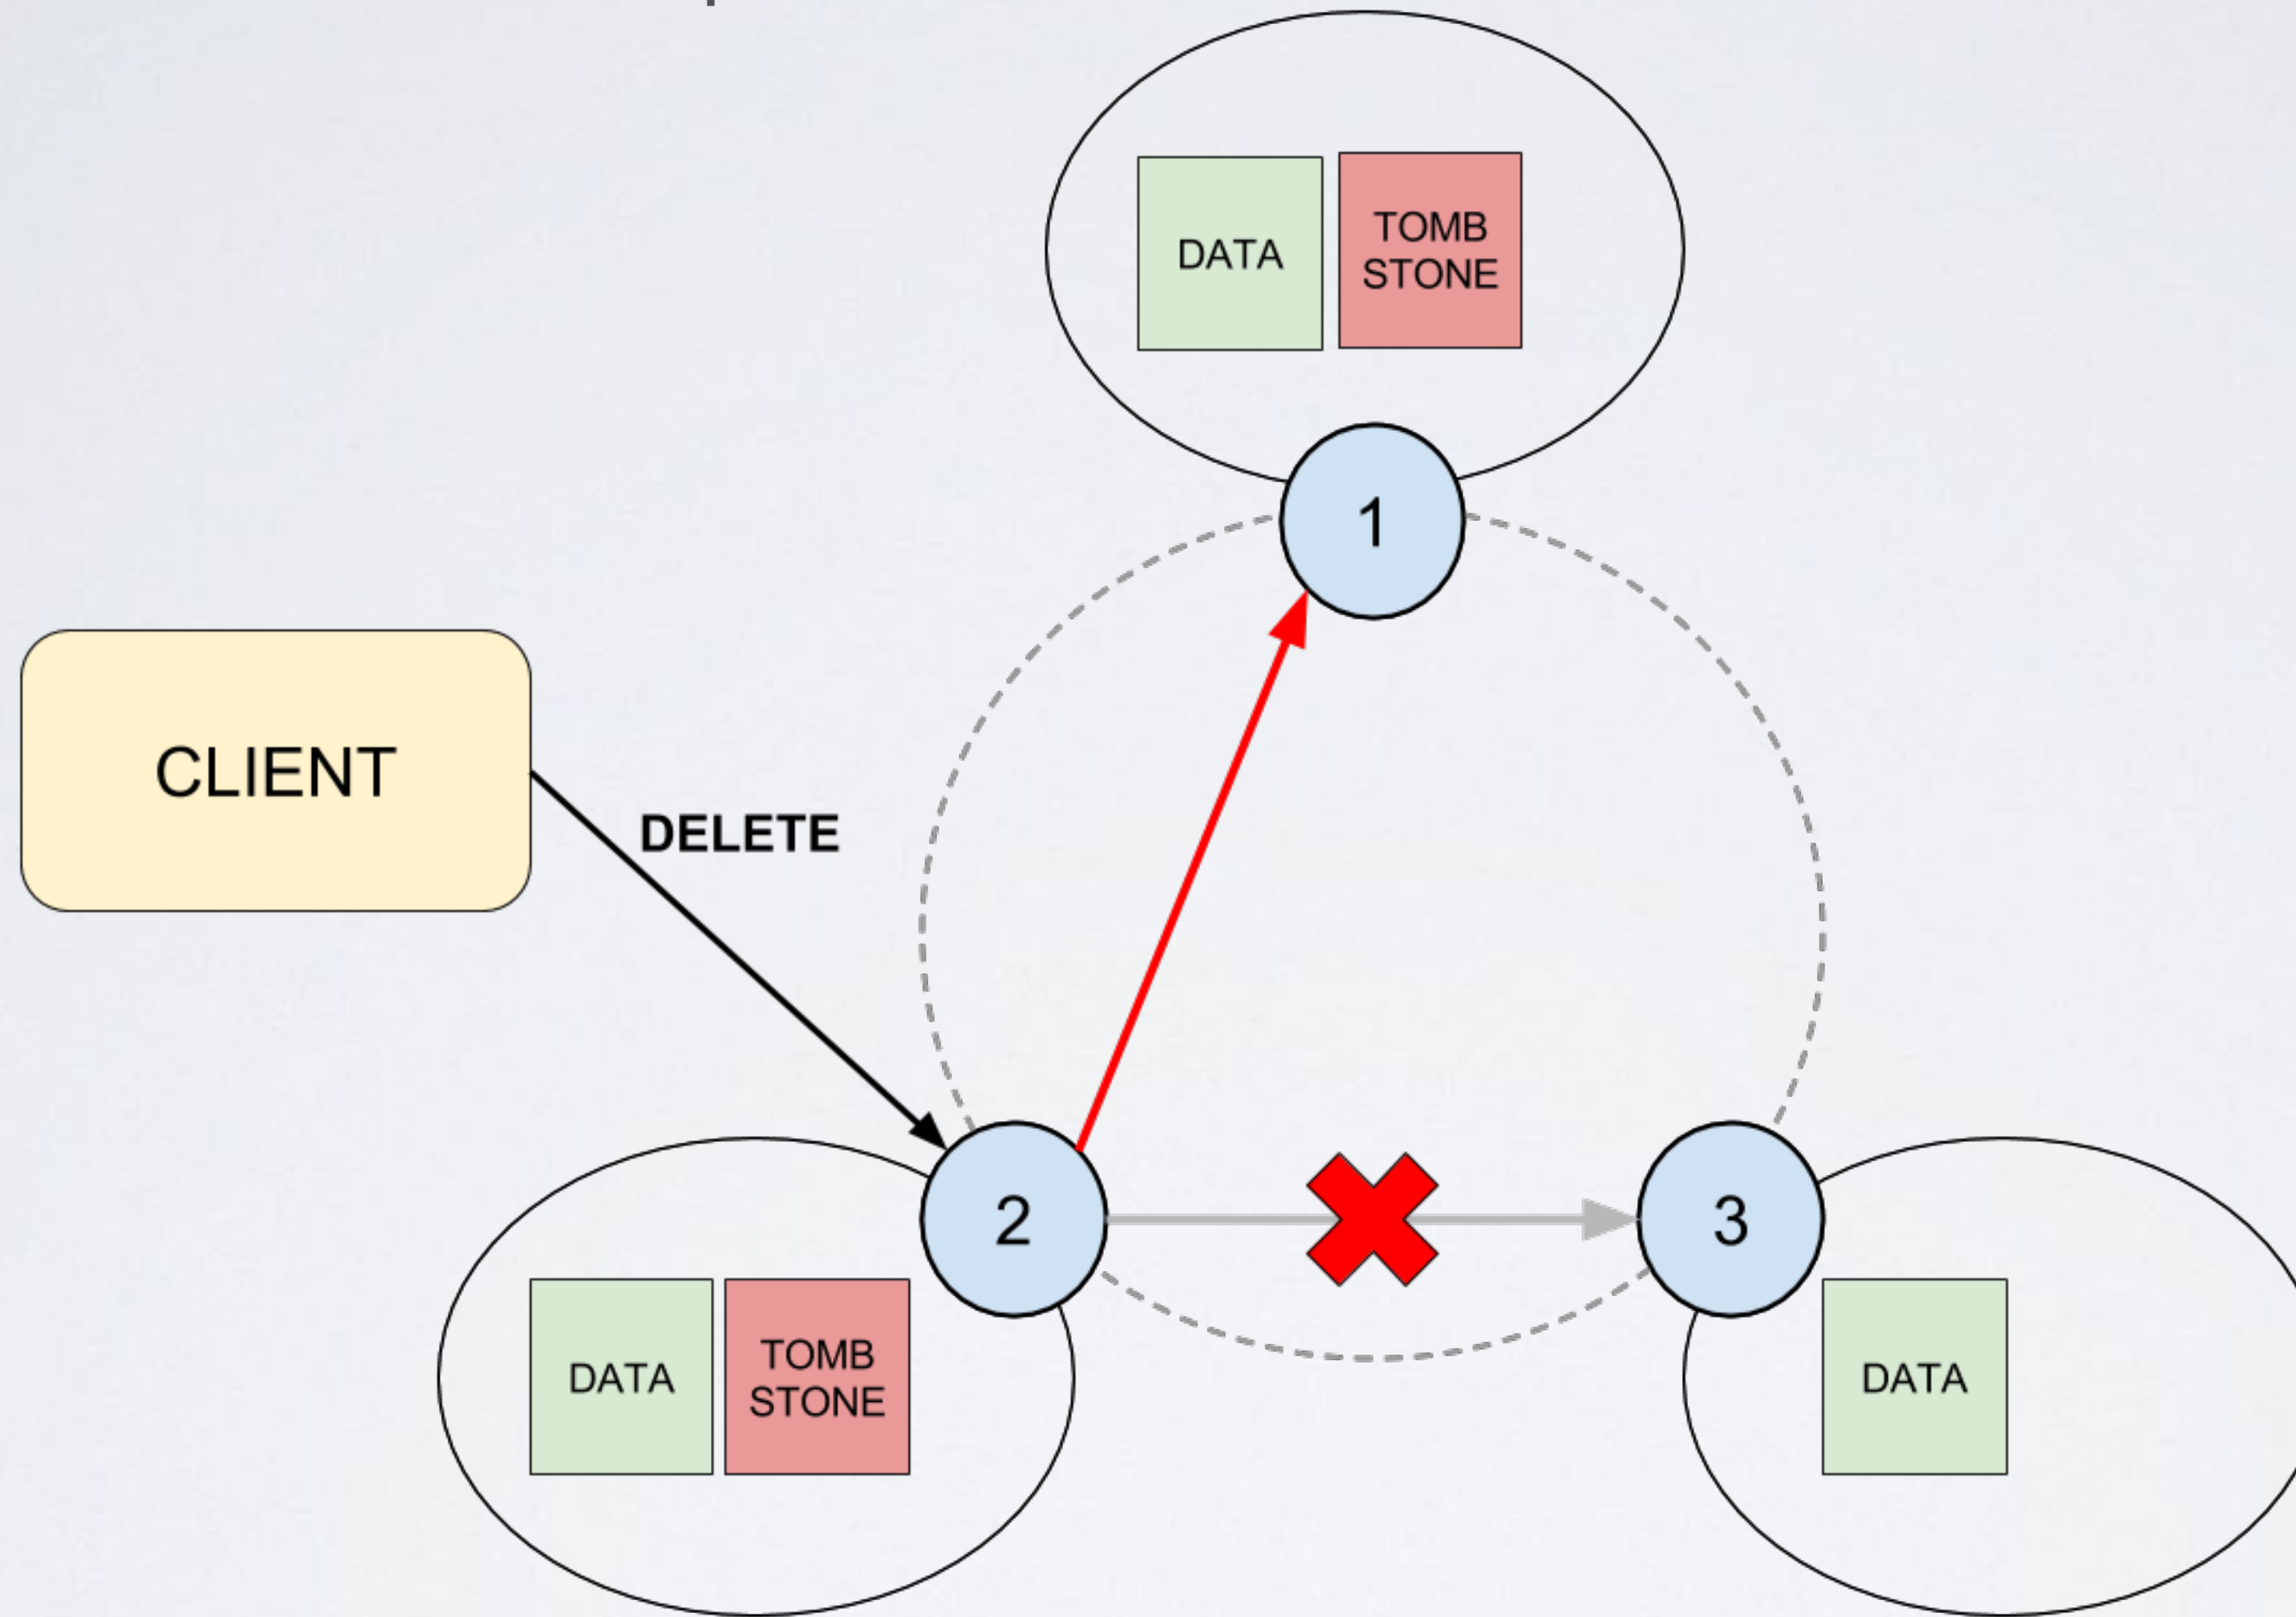 DATA
TOMB
STONE
1
CLIENT
DELETE
2
3
DATA
TOMB
STONE
DATA